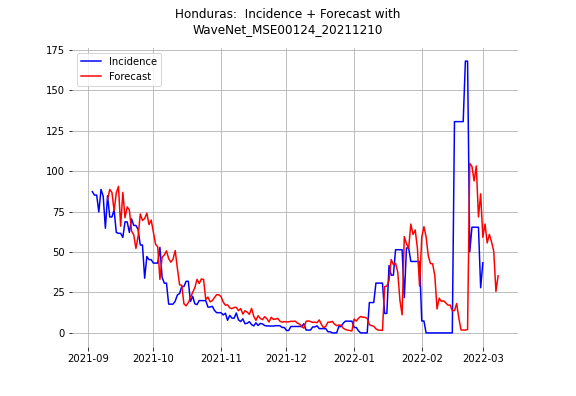 Honduras:  Incidence + Forecast with
WaveNet_MSE00124_20211210
175
150
125
100
75
50
25
0
Incidence
Forecast
2021-09 2021-10 2021-11 2021-12 2022-01 2022-02 2022-03